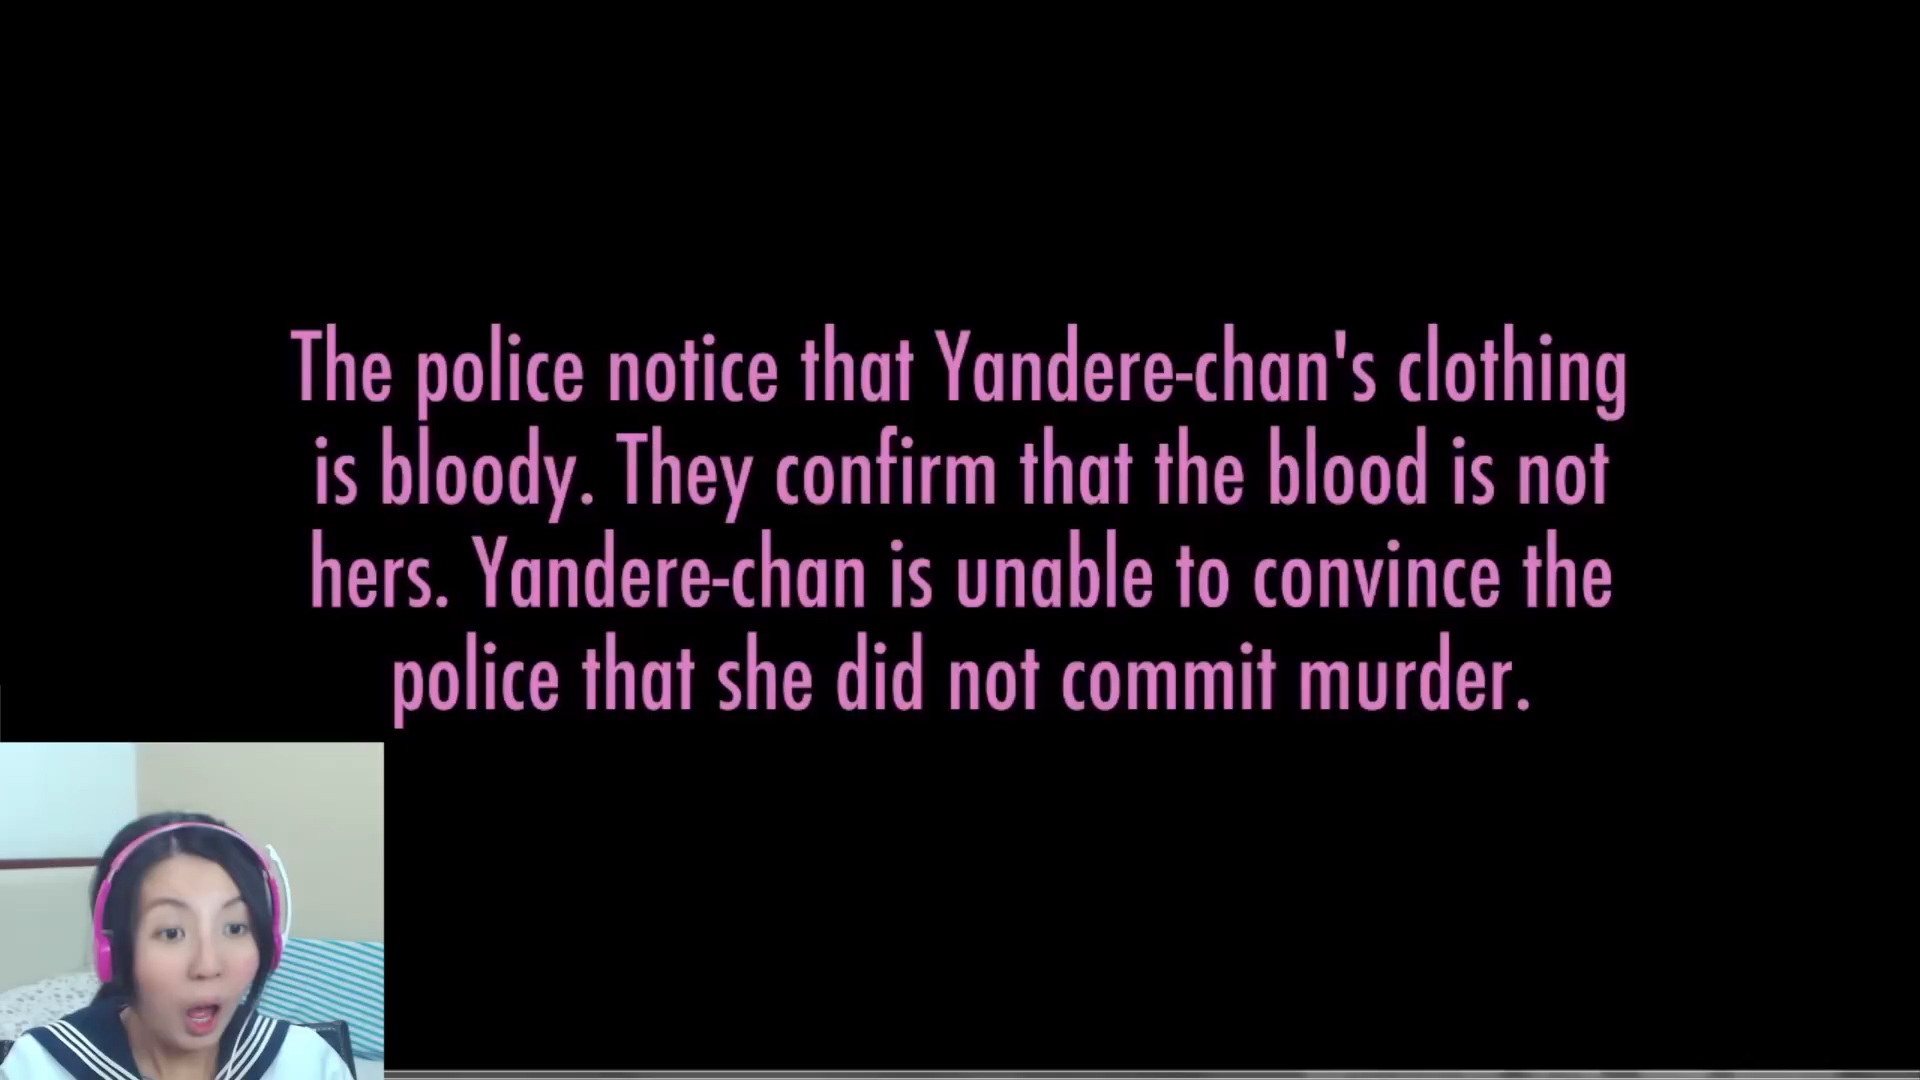 The police notice that Yandere-chan's clothing
is bloody. They confirm that the blood is not
hers. Yandere-chan is unable to convince the
police that she did not commit murder.